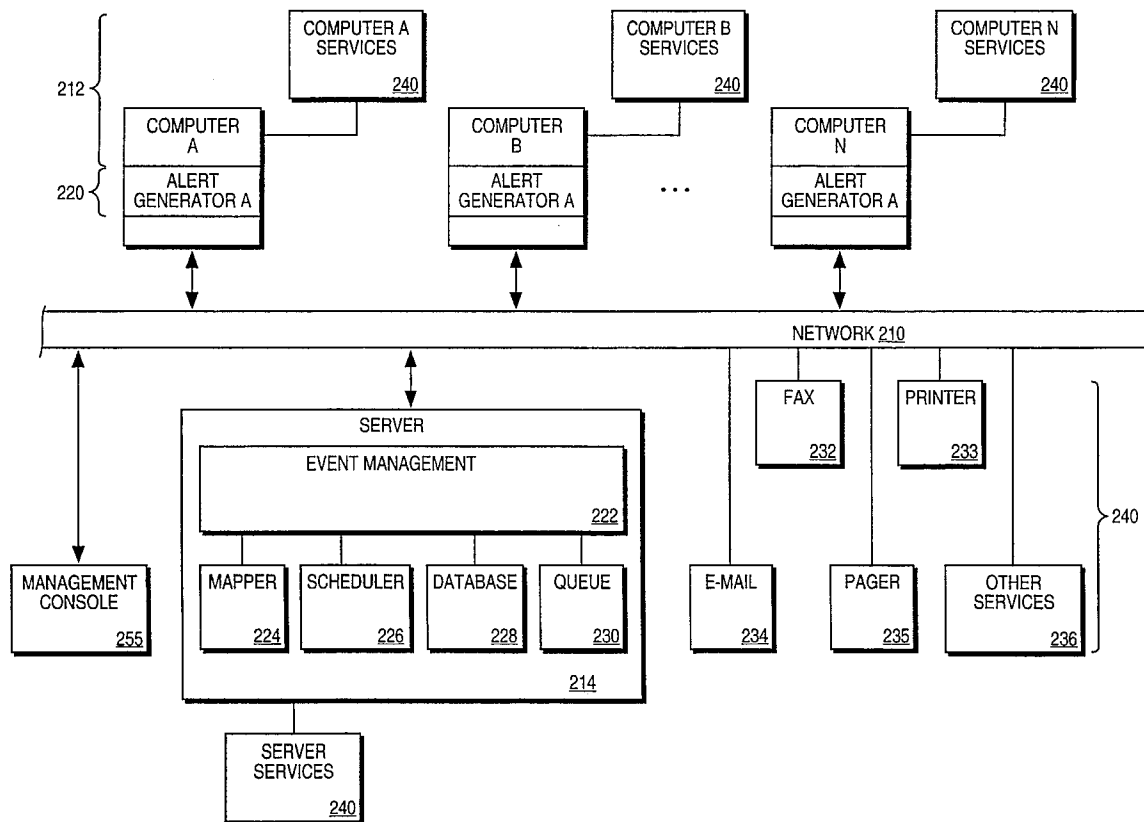 COMPUTER A
SERVICES
240
COMPUTER B
SERVICES
240
COMPUTER N
SERVICES
240
212
COMPUTER
A
COMPUTER
B
COMPUTER
N
220
ALERT
GENERATOR A
ALERT
GENERATOR A
...
ALERT
GENERATOR A
NETWORK 210
FAX
232
PRINTER
233
SERVER
EVENT MANAGEMENT
222
240
MANAGEMENT
CONSOLE
255
MAPPER
224
SCHEDULER
226
DATABASE
228
QUEUE
230
E-MAIL
234
PAGER
235
OTHER
SERVICES
236
214
SERVER
SERVICES
240